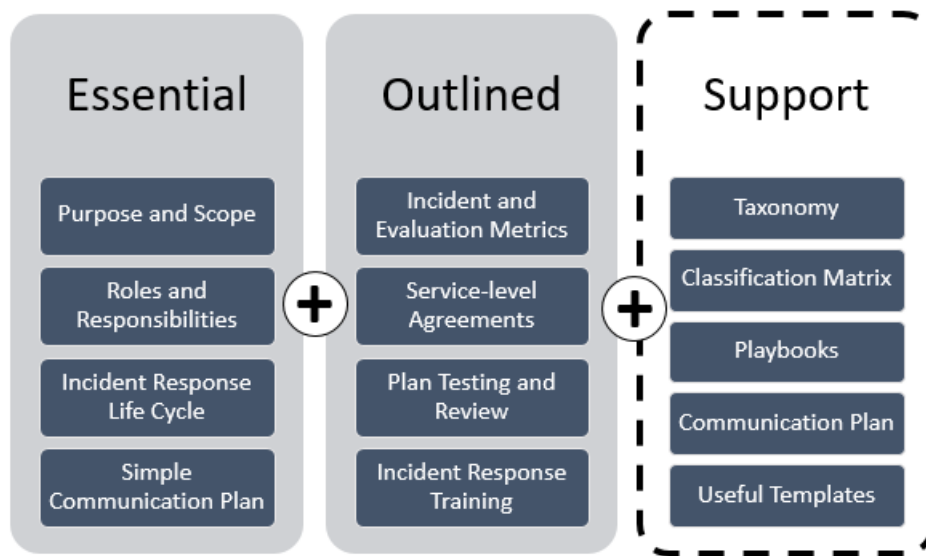 Essential
Purpose and Scope
Roles and
Responsibilities
Incident Response
Life Cycle
Simple
Communication Plan
Outlined
Incident and
Evaluation Metrics
Service-level
Agreements
Plan Testing and
Review
Incident Response
Training
Support
Taxonomy
Classification Matrix
Playbooks
Communication Plan
Useful Templates